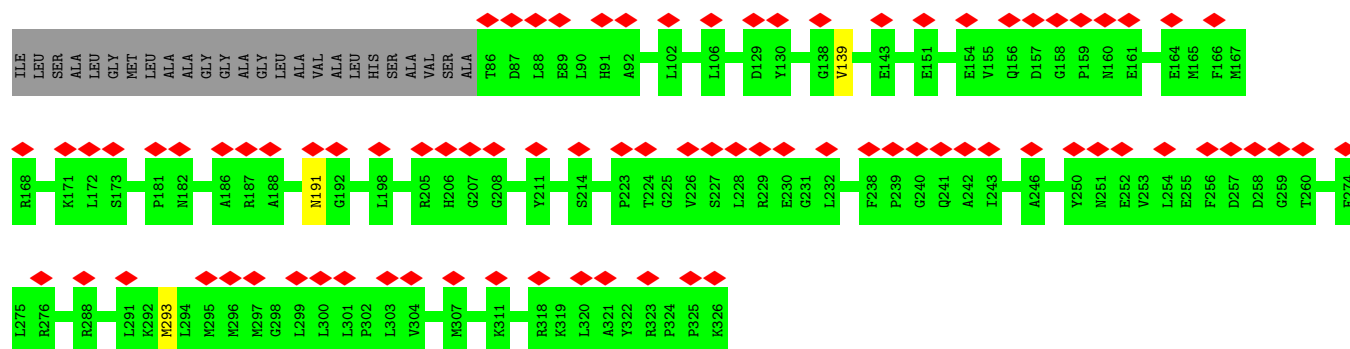 ILE LEU SER ALA LEU GLY MET LEU ALA ALA GLY GLY ALA GLY LEU ALA VAL ALA LEU HIS SER ALA VAL SER ALA T86 D87 L88 E89 L90 H91 A92 L102 L106 D129 Y130 G138 V139 E143 E151 E154 V155 Q156 D157 G158 P159 N160 E161 E164 M165 F166 M167
R168 K171 L172 S173 P181 N182 A186 R187 A188 N191 G192 L198 R205 H206 G207 G208 Y211 S214 P223 T224 G225 V226 S227 L228 R229 E230 G231 L232 F238 P239 G240 Q241 A242 I243 A246 Y250 N251 E252 V253 L254 E255 F256 D257 D258 G259 T260
L275 R276 R288 L291 K292 M293 L294 M295 M296 M297 G298 L299 L300 L301 P302 L303 V304 M307 K311 R318 K319 L320 A321 Y322 R323 P324 P325 K326